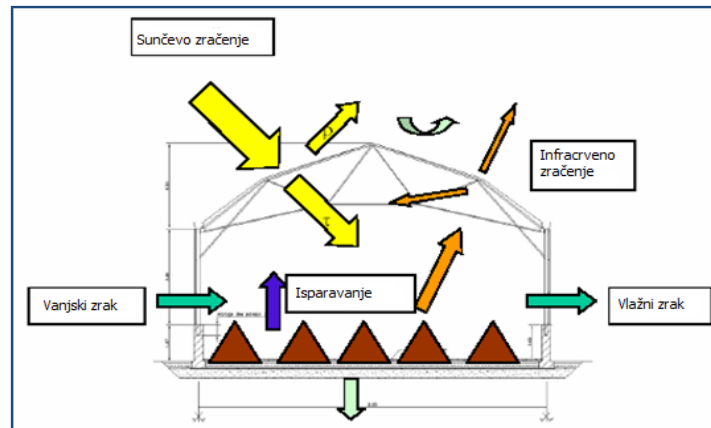 Sunčevo zračenje
Infracrveno
zračenje
Isparavanje
Vanjski zrak
Vlažni zrak